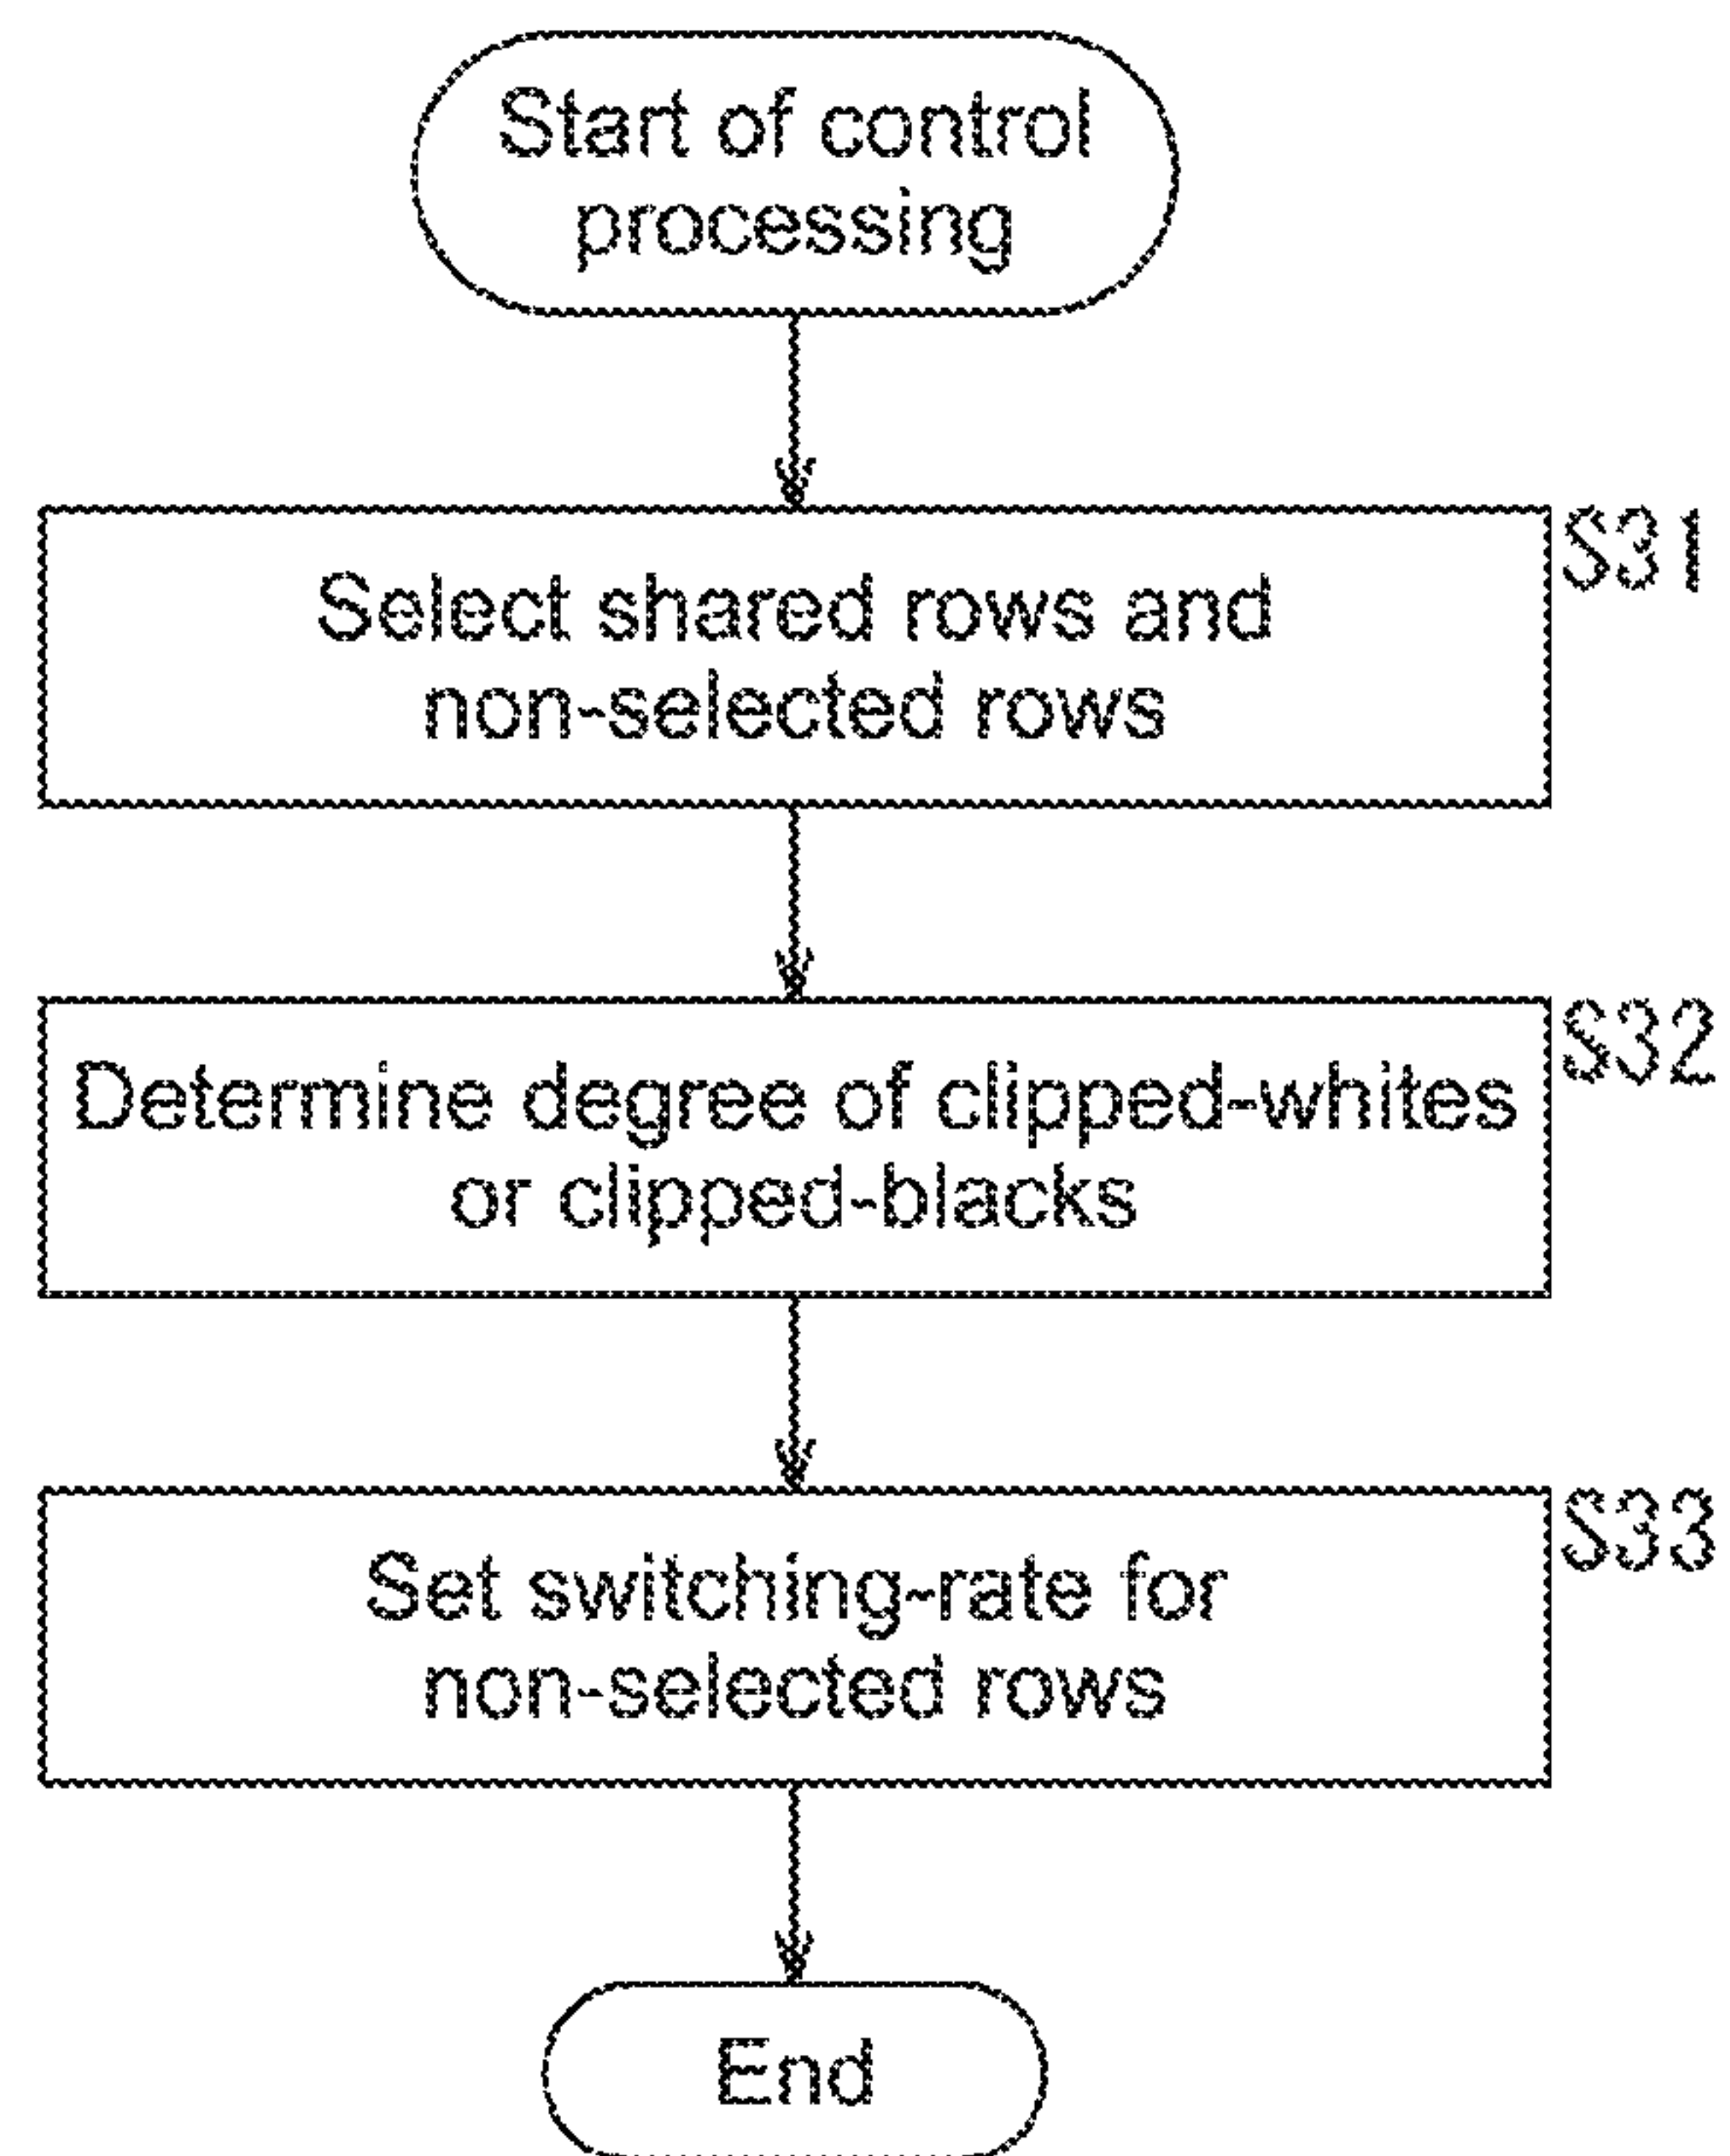 Start of control
processing
S31
Select shared rows and
non-selected rows
S32
Determine degree of clipped-whites
or clipped-blacks
S33
Set switching-rate for
non-selected rows
End